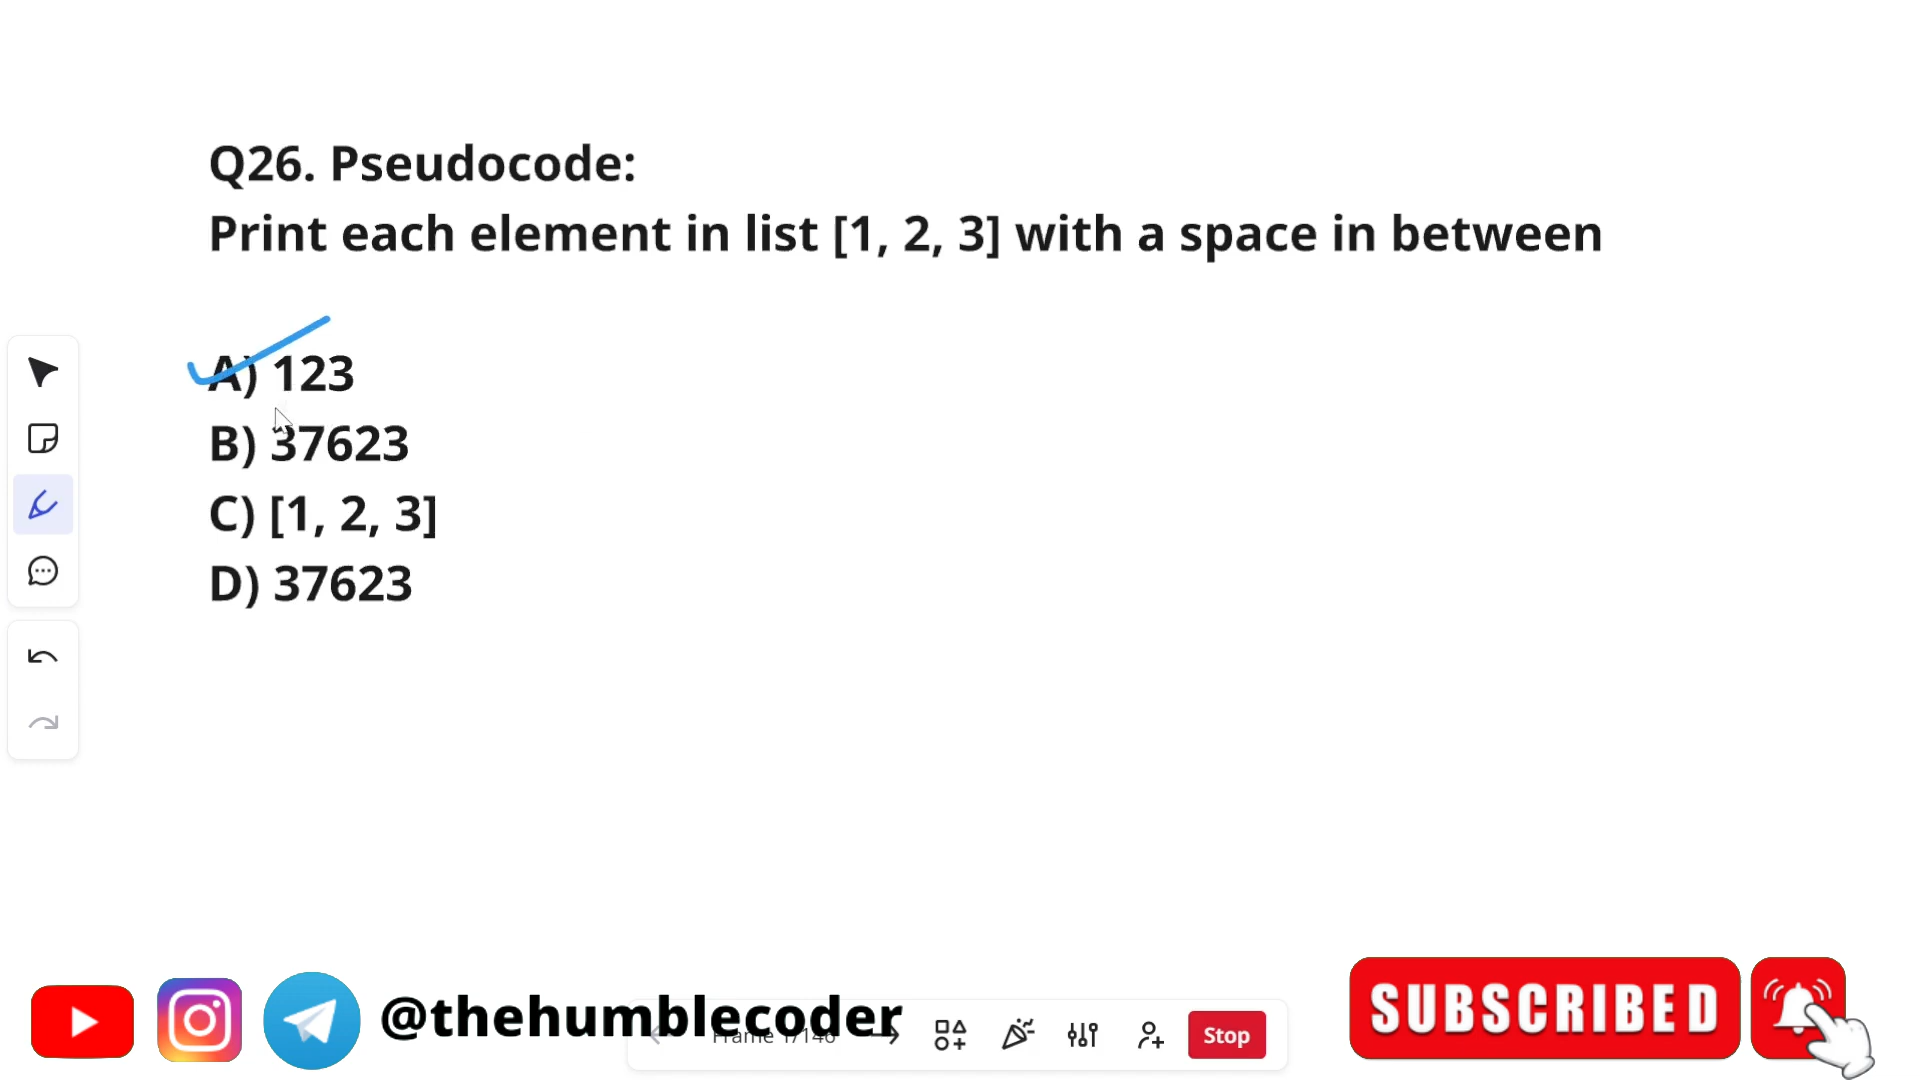 Q26. Pseudocode:
Print each element in list [1, 2, 3] with a space in between
A) 123
B) 37623
C) [1, 2, 3]
D) 37623
@thehumblecoder
Stop
SUBSCRIBED